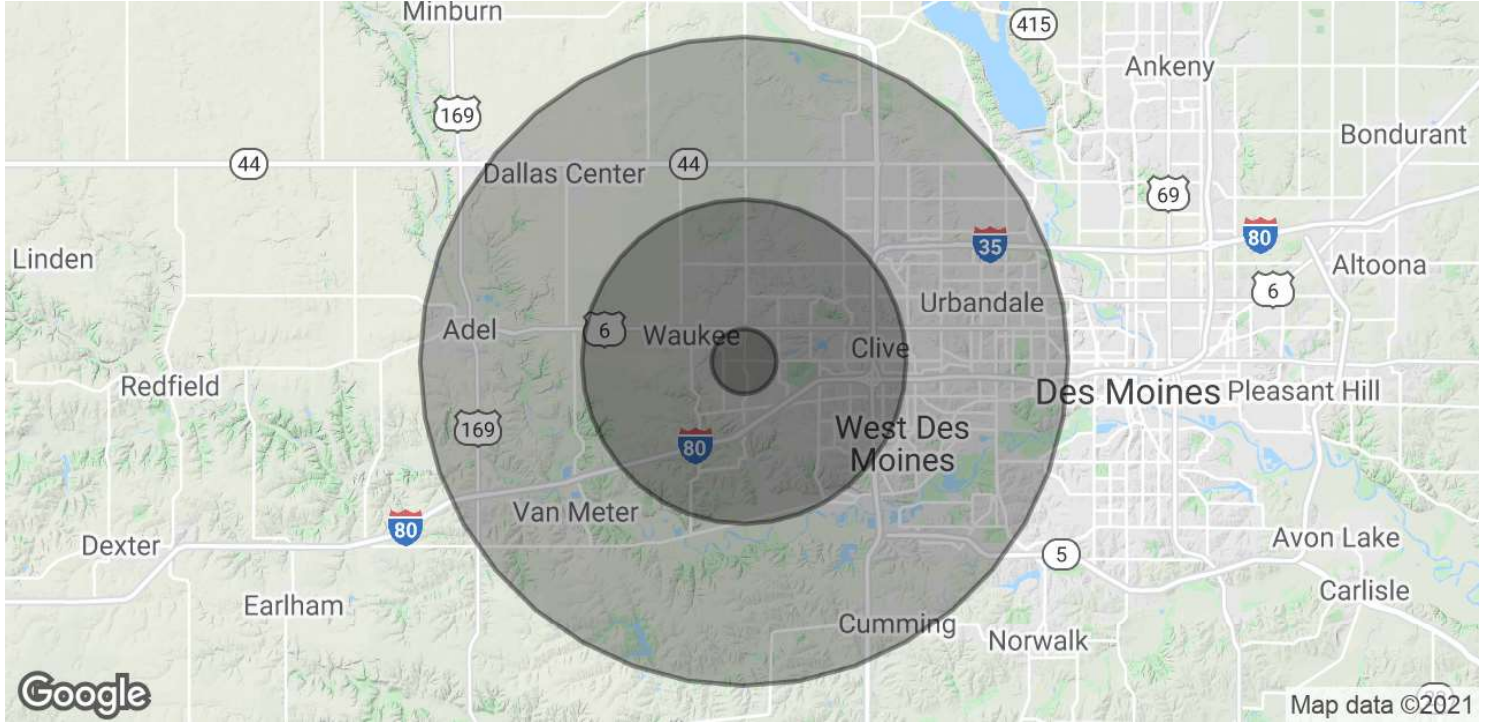 Minburn
415
Ankeny
169
Bondurant
44
44
Dallas Center
69
35
80
Linden
Altoona
6
Urbandale
Adel
6
Waukee
Clive
Redfield
Des Moines
Pleasant Hill
169
West Des
Moines
80
Van Meter
80
Dexter
Avon Lake
5
Carlisle
Earlham
Cumming
Norwalk
Google
Map data ©2021